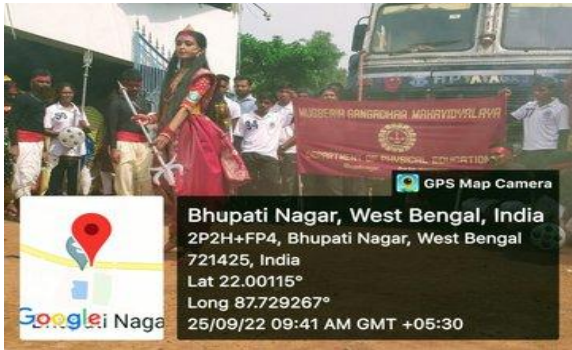 MUGBERIA GANGADHAR MAHAVIDYALAYA
DEPARTMENT OF PHYSICAL EDUCATION
GPS Map Camera
Bhupati Nagar, West Bengal, India
2P2H+FP4, Bhupati Nagar, West Bengal
721425, India
Lat 22.00115°
Long 87.729267°
25/09/22 09:41 AM GMT +05:30
Google